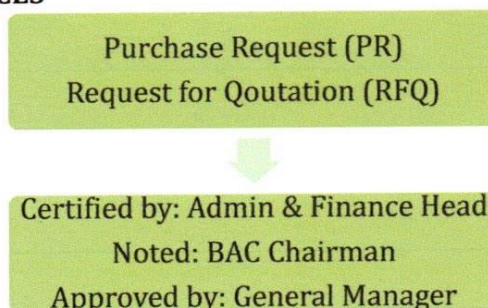 Purchase Request (PR)
Request for Qoutation (RFQ)
Certified by: Admin & Finance Head
Noted: BAC Chairman
Approved by: General Manager